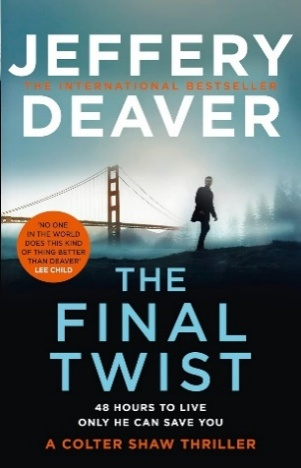 JEFFERY
THE INTERNATIONAL BESTSELLER
DEAVER
'NO ONE
IN THE WORLD
DOES THIS KIND
OF THING BETTER
THAN DEAVER'
LEE CHILD
THE
FINAL
TWIST
48 HOURS TO LIVE
ONLY HE CAN SAVE YOU
A COLTER SHAW THRILLER